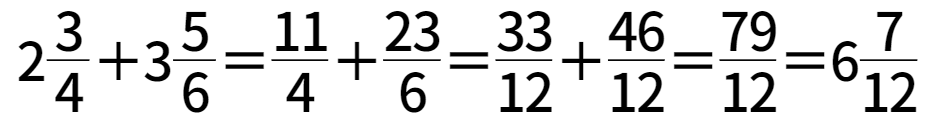 2 3/4 + 3 5/6 = 11/4 + 23/6 = 33/12 + 46/12 = 79/12 = 6 7/12